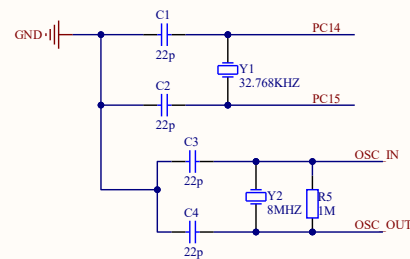 C1
GND
PC14
22p
Y1
32.768KHZ
C2
PC15
22p
C3
OSC_IN
22p
Y2
R5
8MHZ
1M
C4
OSC_OUT
22p